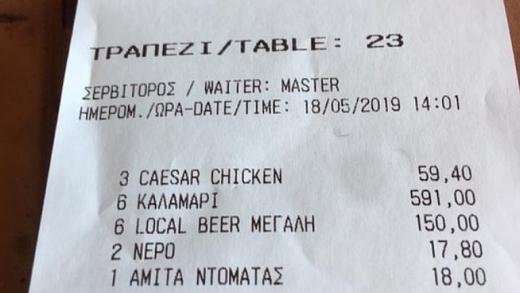 ΤΡΑΠΕΖΙ/TABLE: 23
ΣΕΡΒΙΤΟΡΟΣ / WAITER: MASTER
ΗΜΕΡΟΜ./ΩΡΑ-DATE/TIME: 18/05/2019 14:01
3 CAESAR CHICKEN 59,40
6 ΚΑΛΑΜΑΡΙ 591,00
6 LOCAL BEER ΜΕΓΑΛΗ 150,00
2 ΝΕΡΟ 17,80
1 ΑΜΙΤΑ ΝΤΟΜΑΤΑΣ 18,00